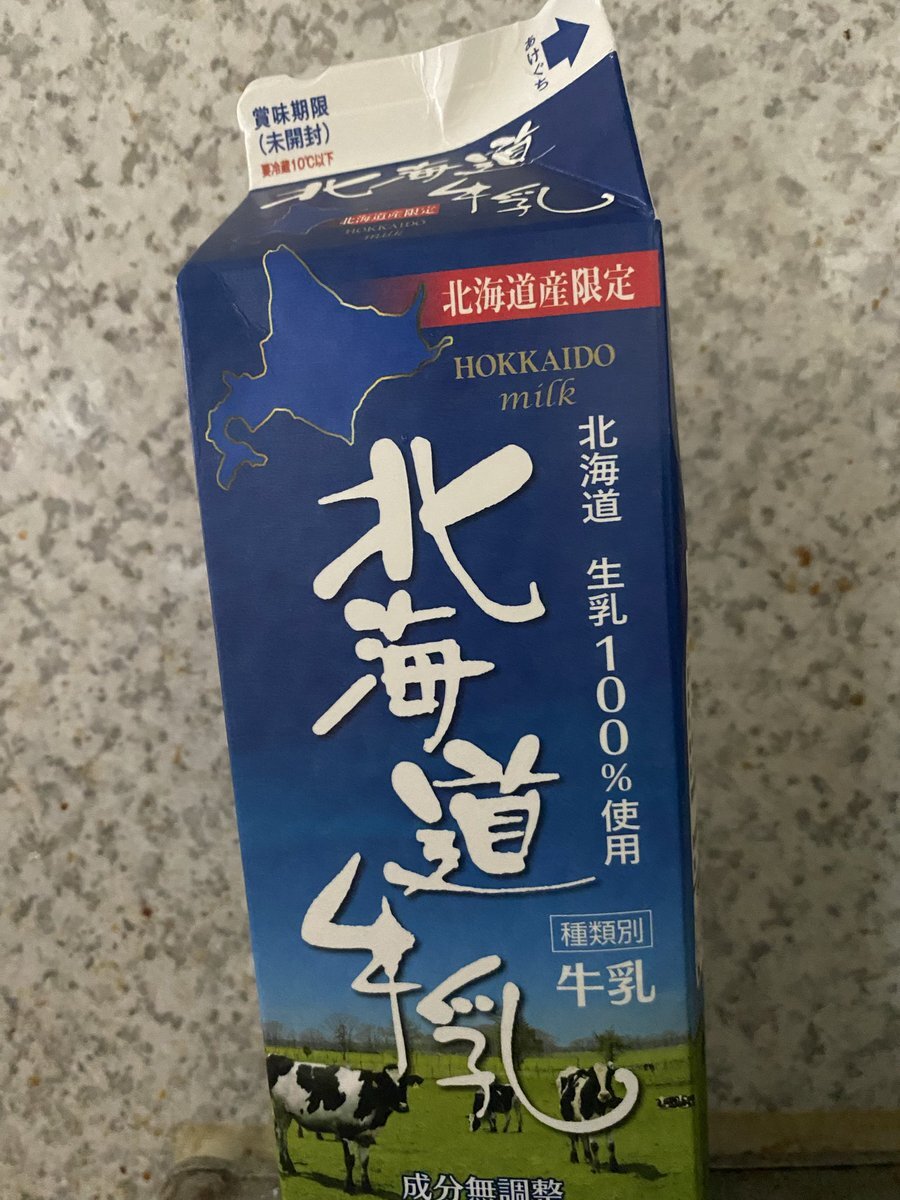 あけぐち
賞味期限
(未開封)
要冷蔵10℃以下
北海道
牛乳
北海道産限定
HOKKAIDO
milk
北海道産限定
HOKKAIDO
milk
北海道 生乳100%使用
北海道
牛乳
種類別
牛乳
成分無調整